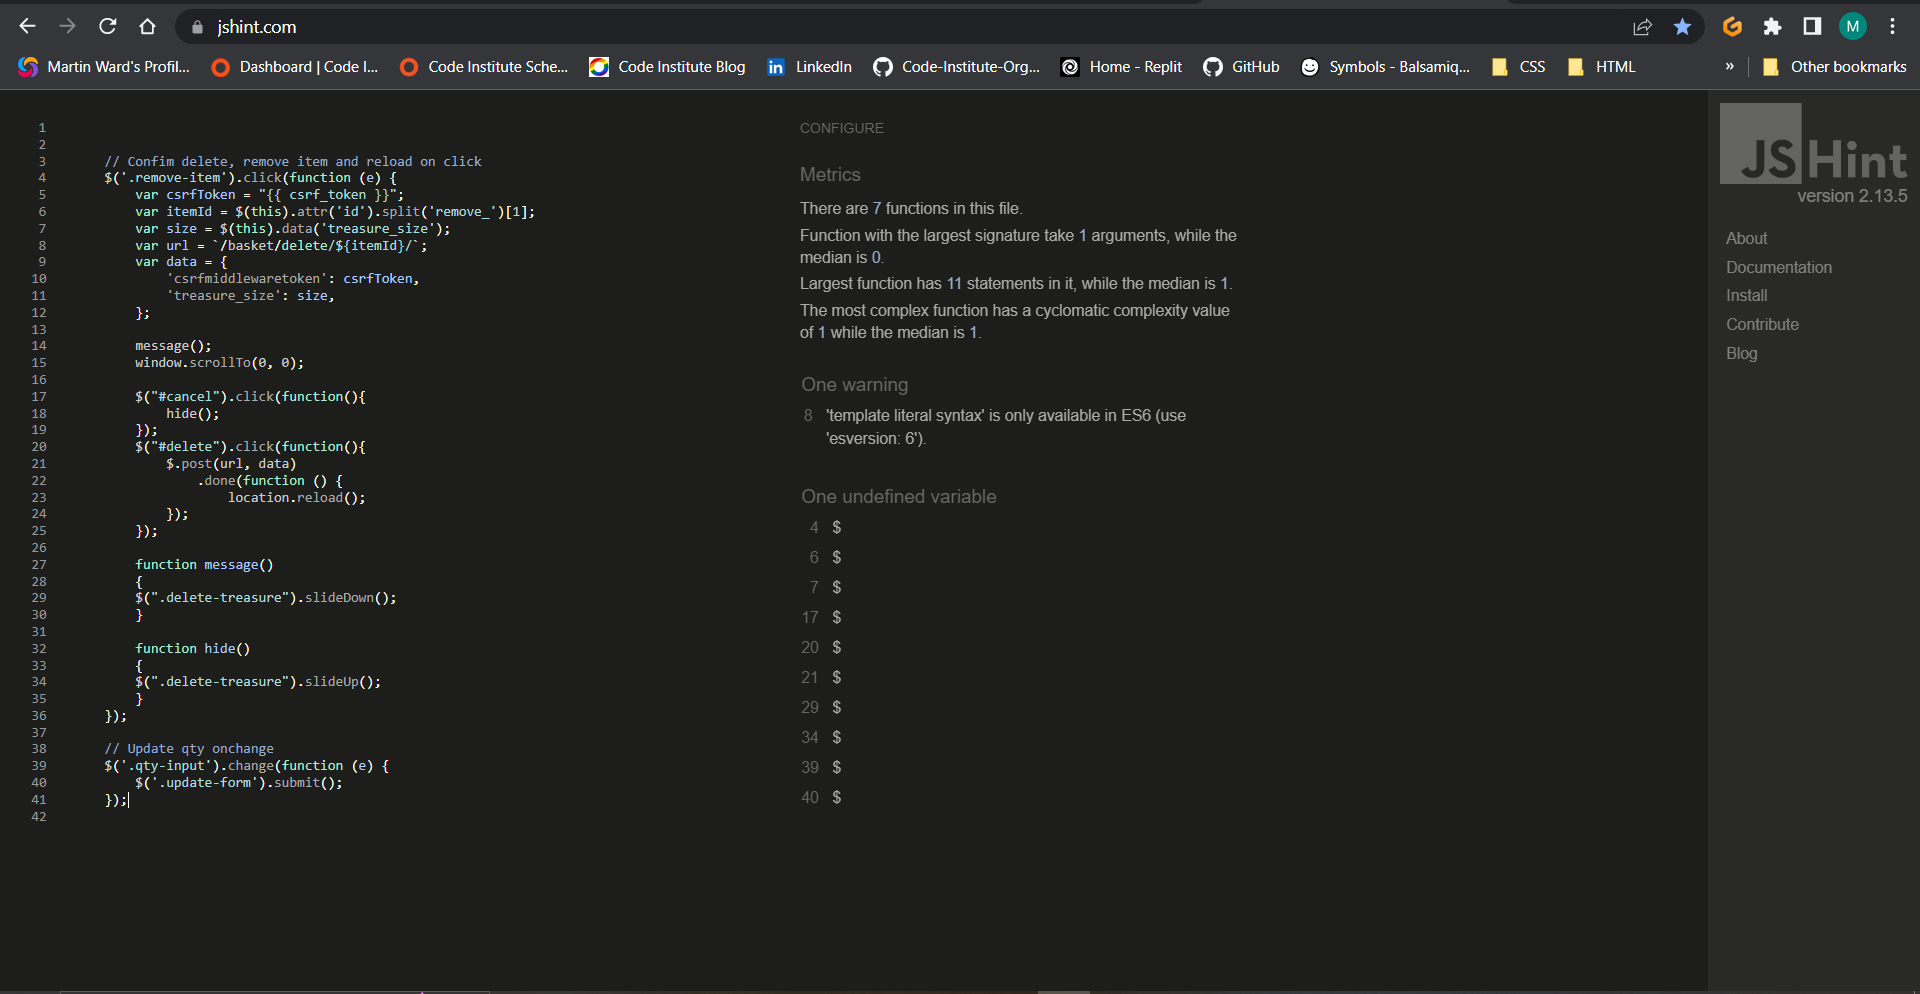 jshint.com
M
Martin Ward's Profil... Dashboard | Code I... Code Institute Sche... Code Institute Blog LinkedIn Code-Institute-Org... Home - Replit GitHub Symbols - Balsamiq... CSS HTML » Other bookmarks
1
2
3 // Confim delete, remove item and reload on click
4 $('.remove-item').click(function (e) {
5 var csrfToken = "{{ csrf_token }}";
6 var itemId = $(this).attr('id').split('remove_')[1];
7 var size = $(this).data('treasure_size');
8 var url = `/basket/delete/${itemId}/`;
9 var data = {
10 'csrfmiddlewaretoken': csrfToken,
11 'treasure_size': size,
12 };
13
14 message();
15 window.scrollTo(0, 0);
16
17 $("#cancel").click(function(){
18 hide();
19 });
20 $("#delete").click(function(){
21 $.post(url, data)
22 .done(function () {
23 location.reload();
24 });
25 });
26
27 function message()
28 {
29 $(".delete-treasure").slideDown();
30 }
31
32 function hide()
33 {
34 $(".delete-treasure").slideUp();
35 }
36 });
37
38 // Update qty onchange
39 $('.qty-input').change(function (e) {
40 $('.update-form').submit();
41 });
42
CONFIGURE
Metrics
There are 7 functions in this file.
Function with the largest signature take 1 arguments, while the
median is 0.
Largest function has 11 statements in it, while the median is 1.
The most complex function has a cyclomatic complexity value
of 1 while the median is 1.
One warning
8 'template literal syntax' is only available in ES6 (use
'esversion: 6').
One undefined variable
4 $
6 $
7 $
17 $
20 $
21 $
29 $
34 $
39 $
40 $
JSHint
version 2.13.5
About
Documentation
Install
Contribute
Blog